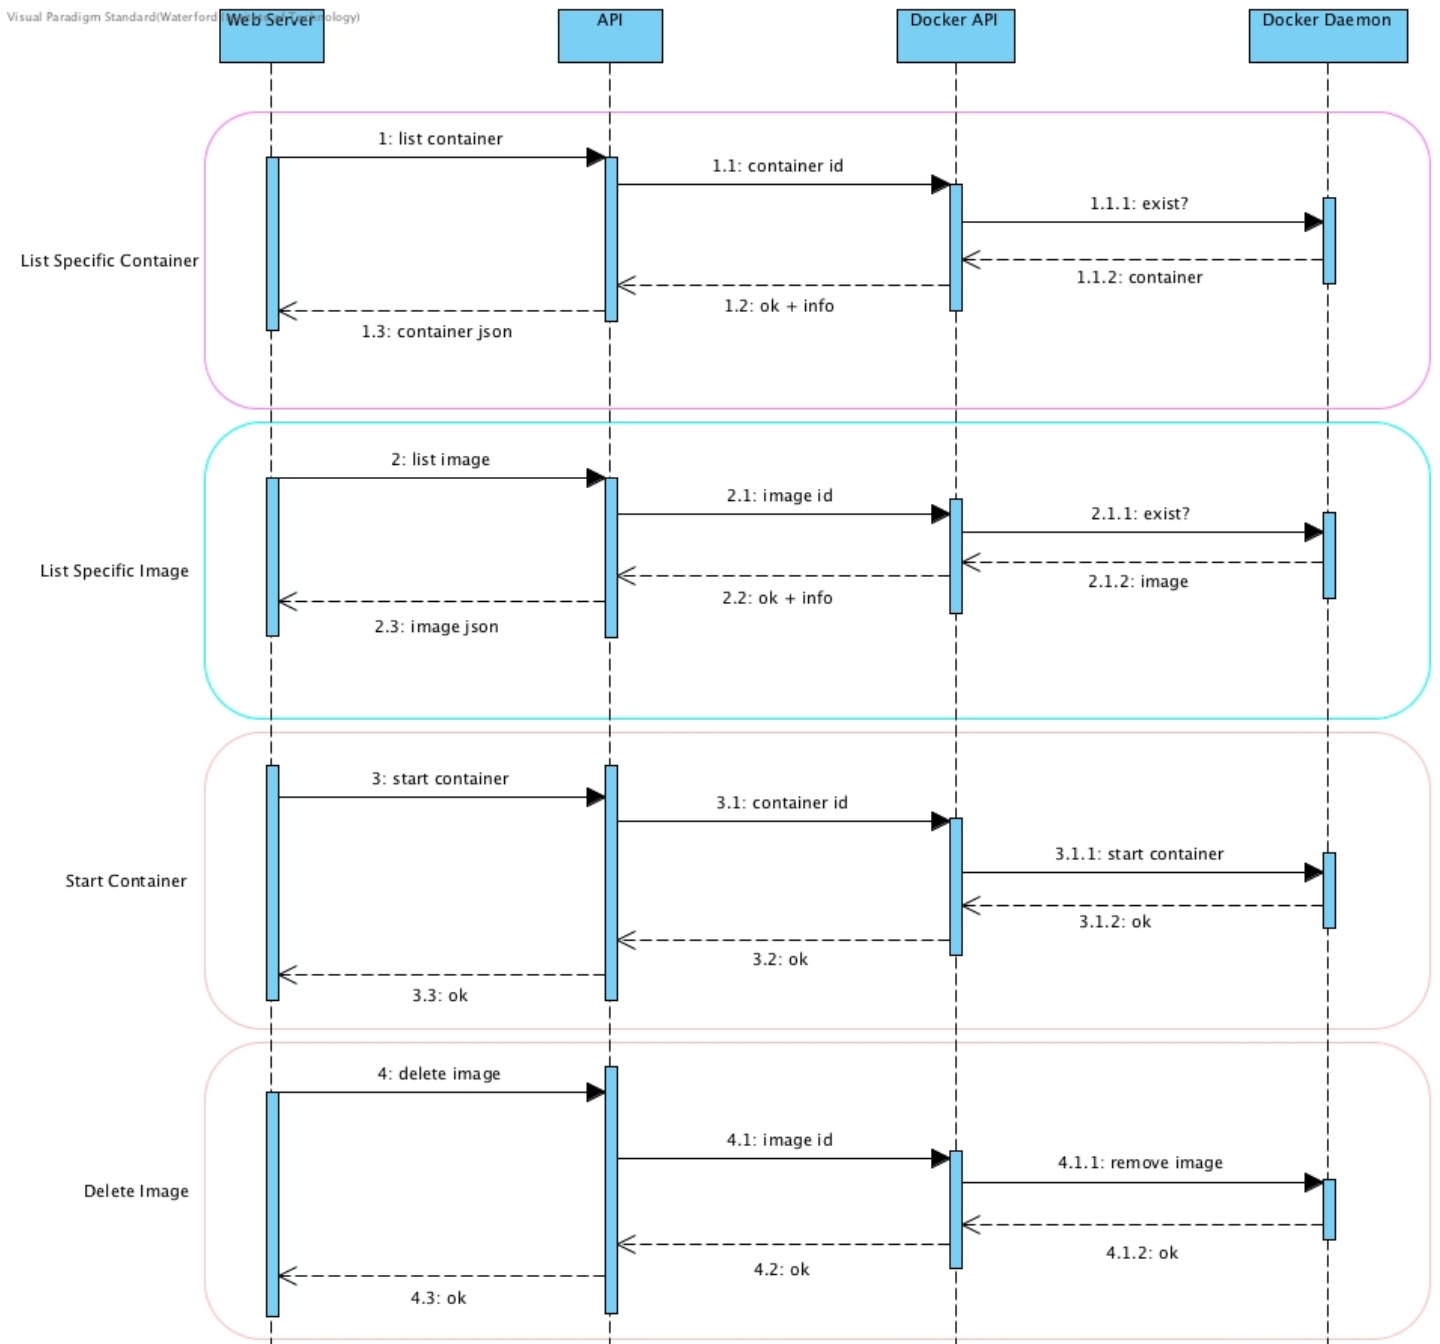 Visual Paradigm Standard(Waterford Institute of Technology)
Web Server
API
Docker API
Docker Daemon
1: list container
1.1: container id
1.1.1: exist?
List Specific Container
1.1.2: container
1.2: ok + info
1.3: container json
2: list image
2.1: image id
2.1.1: exist?
List Specific Image
2.1.2: image
2.2: ok + info
2.3: image json
3: start container
3.1: container id
3.1.1: start container
Start Container
3.1.2: ok
3.2: ok
3.3: ok
4: delete image
4.1: image id
4.1.1: remove image
Delete Image
4.1.2: ok
4.2: ok
4.3: ok